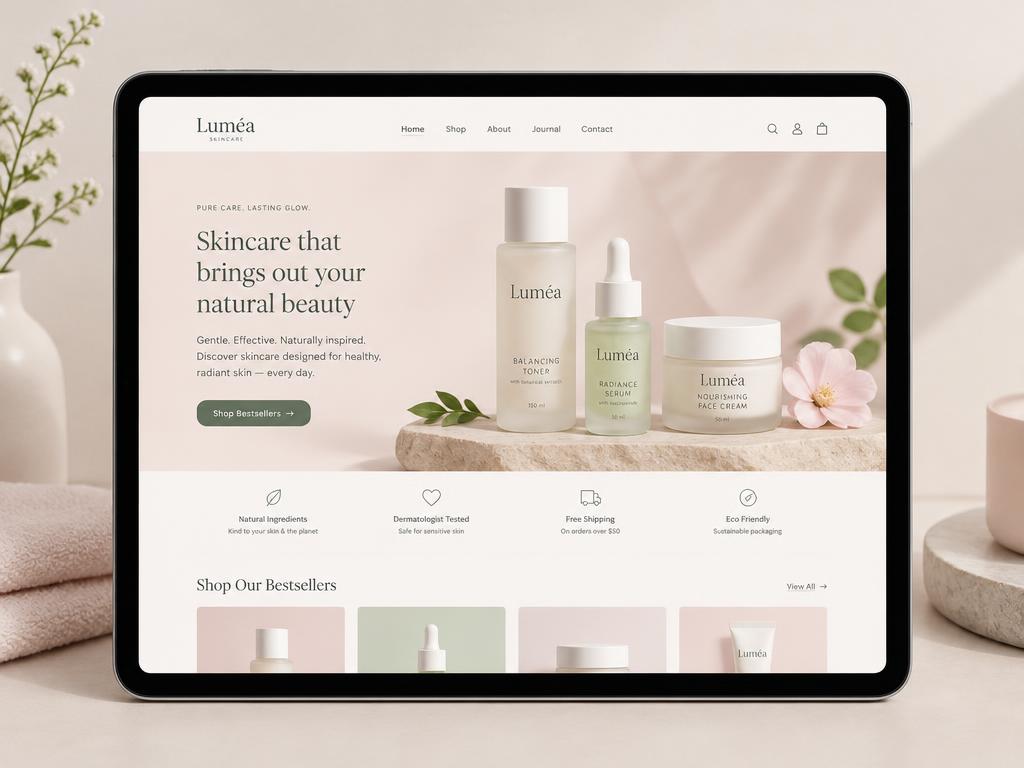 Luméa
SKINCARE
Home
Shop
About
Journal
Contact
PURE CARE. LASTING GLOW.
Skincare that
brings out your
natural beauty
Gentle. Effective. Naturally inspired.
Discover skincare designed for healthy,
radiant skin — every day.
Shop Bestsellers →
Luméa
BALANCING
TONER
150 ml
Luméa
RADIANCE
SERUM
with niacinamide
30 ml
Luméa
NOURISHING
FACE CREAM
50 ml
Natural Ingredients
Kind to your skin & the planet
Dermatologist Tested
Safe for sensitive skin
Free Shipping
On orders over $50
Eco Friendly
Sustainable packaging
Shop Our Bestsellers
View All →
Luméa